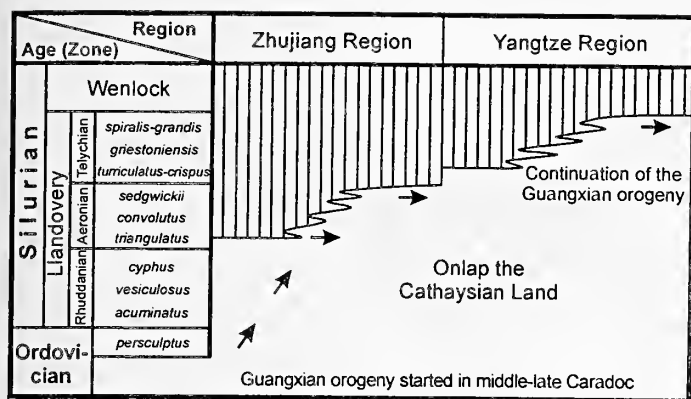 Region
Age (Zone)
Zhujiang Region
Yangtze Region
Silurian
Llandovery
Wenlock
Telychian
spiralis-grandis
griestoniensis
turriculatus-crispus
Aeronian
sedgwickii
convolutus
triangulatus
Rhuddanian
cyphus
vesiculosus
acuminatus
Ordovi-
cian
persculptus
Continuation of the
Guangxian orogeny
Onlap the
Cathaysian Land
Guangxian orogeny started in middle-late Caradoc